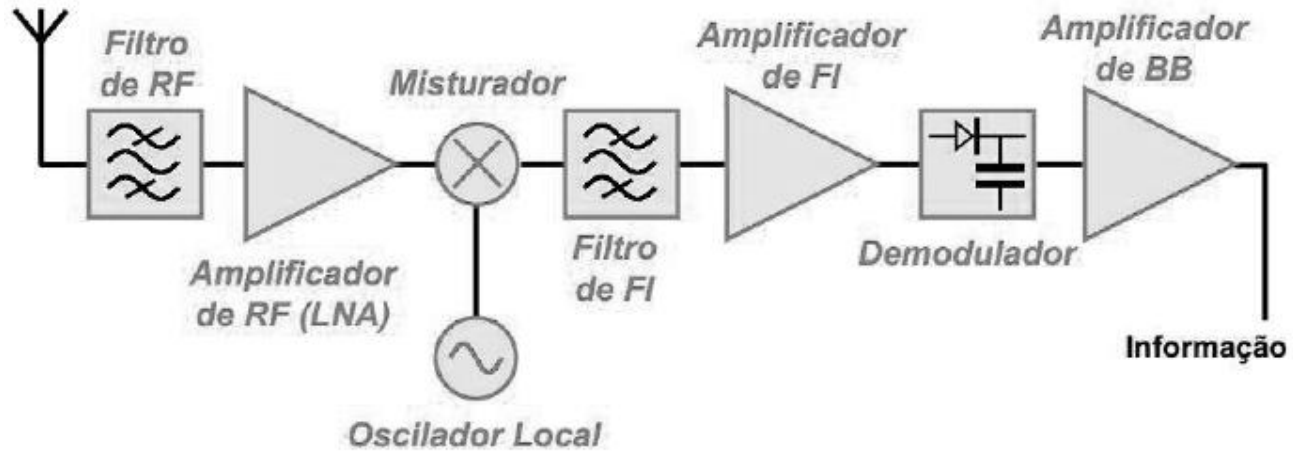 Filtro
de RF
Amplificador
de RF (LNA)
Misturador
Oscilador Local
Filtro
de FI
Amplificador
de FI
Demodulador
Amplificador
de BB
Informação